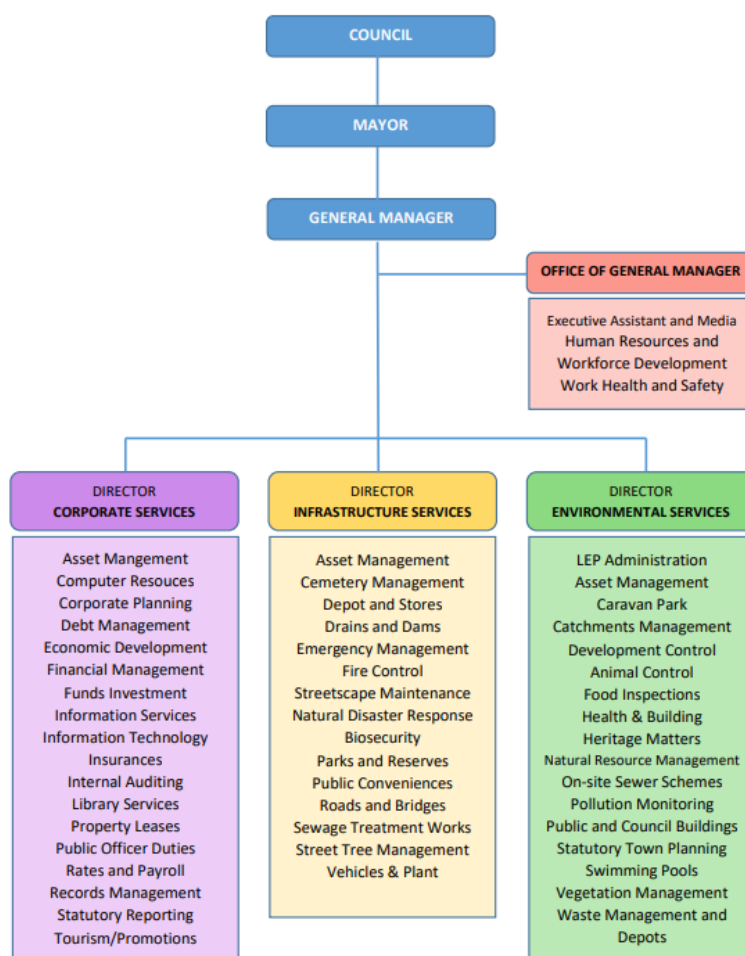 COUNCIL
MAYOR
GENERAL MANAGER
OFFICE OF GENERAL MANAGER
Executive Assistant and Media
Human Resources and
Workforce Development
Work Health and Safety
DIRECTOR
CORPORATE SERVICES
Asset Mangement
Computer Resouces
Corporate Planning
Debt Management
Economic Development
Financial Management
Funds Investment
Information Services
Information Technology
Insurances
Internal Auditing
Library Services
Property Leases
Public Officer Duties
Rates and Payroll
Records Management
Statutory Reporting
Tourism/Promotions
DIRECTOR
INFRASTRUCTURE SERVICES
Asset Management
Cemetery Management
Depot and Stores
Drains and Dams
Emergency Management
Fire Control
Streetscape Maintenance
Natural Disaster Response
Biosecurity
Parks and Reserves
Public Conveniences
Roads and Bridges
Sewage Treatment Works
Street Tree Management
Vehicles & Plant
DIRECTOR
ENVIRONMENTAL SERVICES
LEP Administration
Asset Management
Caravan Park
Catchments Management
Development Control
Animal Control
Food Inspections
Health & Building
Heritage Matters
Natural Resource Management
On-site Sewer Schemes
Pollution Monitoring
Public and Council Buildings
Statutory Town Planning
Swimming Pools
Vegetation Management
Waste Management and
Depots